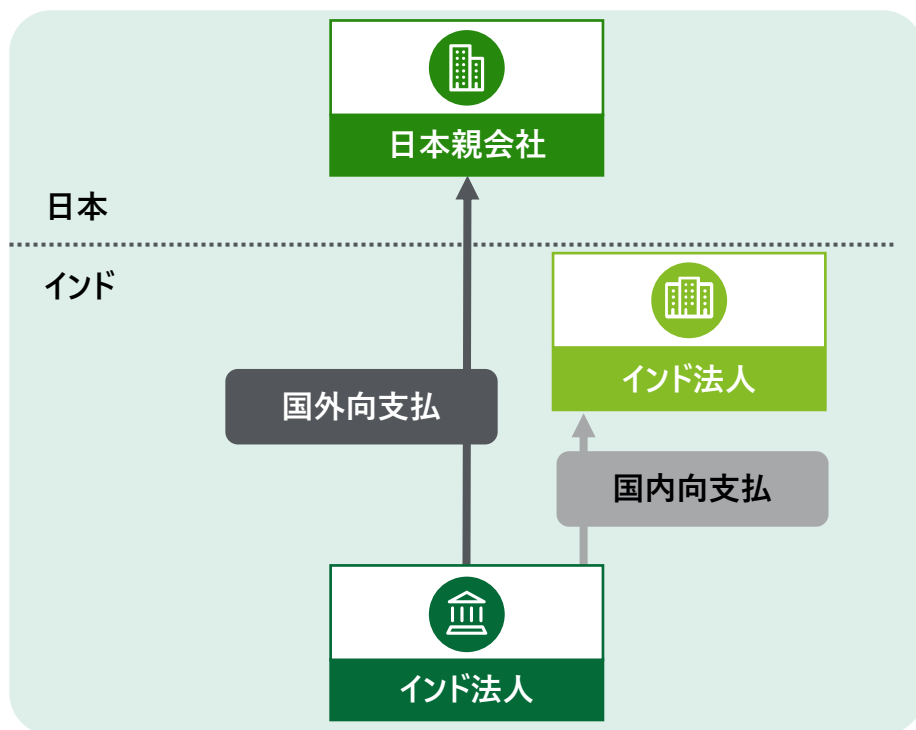 日本親会社
日本
インド
インド法人
国外向支払
国内向支払
インド法人